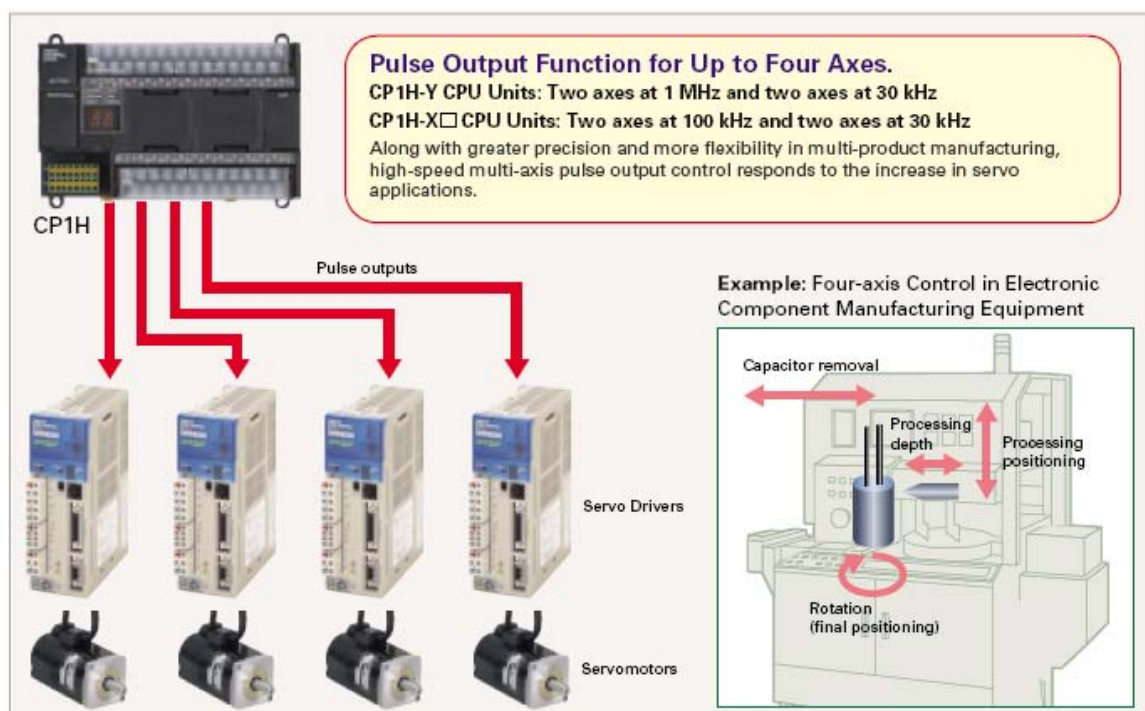 Pulse Output Function for Up to Four Axes.
CP1H-Y CPU Units: Two axes at 1 MHz and two axes at 30 kHz
CP1H-X□ CPU Units: Two axes at 100 kHz and two axes at 30 kHz
Along with greater precision and more flexibility in multi-product manufacturing,
high-speed multi-axis pulse output control responds to the increase in servo
applications.
CP1H
Pulse outputs
Servo Drivers
Servomotors
Example: Four-axis Control in Electronic
Component Manufacturing Equipment
Capacitor removal
Processing
depth
Processing
positioning
Rotation
(final positioning)